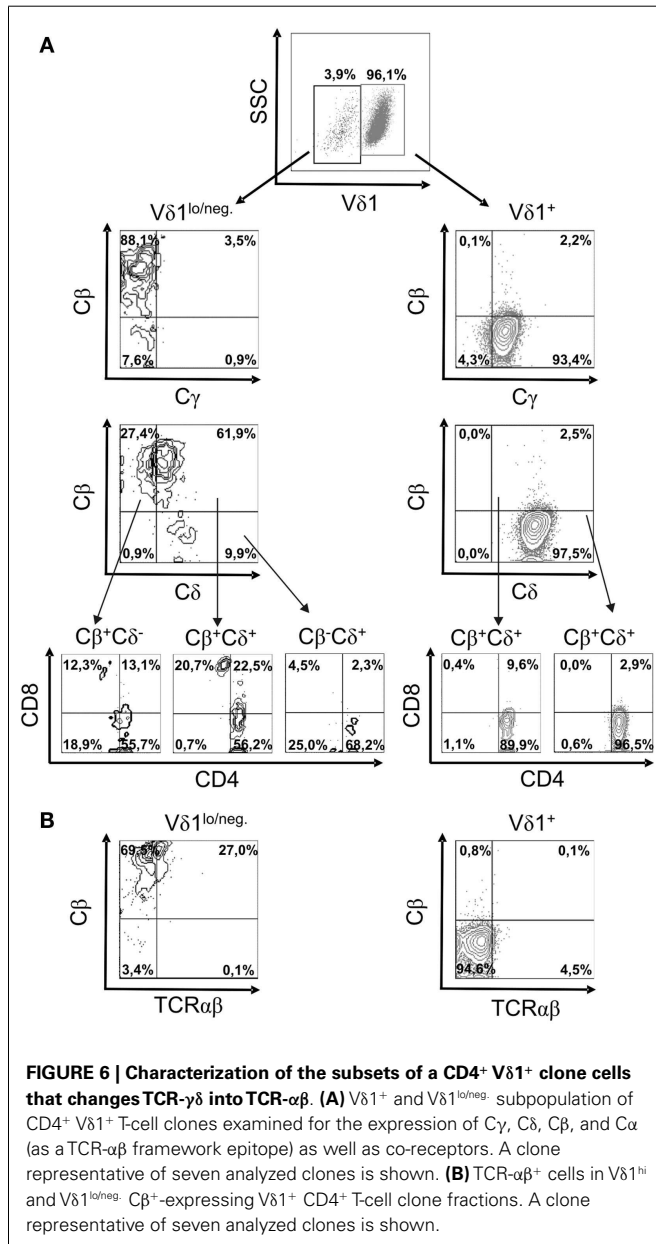 A
3,9% 96,1%
SSC
Vδ1
Vδ1lo/neg. Vδ1+
88,1% 3,5%
Cβ
7,6% 0,9%
Cγ
0,1% 2,2%
Cβ
4,3% 93,4%
Cγ
27,4% 61,9%
Cβ
0,9% 9,9%
Cδ
0,0% 2,5%
Cβ
0,0% 97,5%
Cδ
Cβ+Cδ- Cβ+Cδ+ Cβ-Cδ+ Cβ+Cδ+ Cβ+Cδ+
12,3% 13,1% 20,7% 22,5% 4,5% 2,3%
CD8
18,9% 55,7% 0,7% 56,2% 25,0% 68,2%
CD4
0,4% 9,6% 0,0% 2,9%
CD8
1,1% 89,9% 0,6% 96,5%
CD4
B
Vδ1lo/neg. Vδ1+
69,5% 27,0%
Cβ
3,4% 0,1%
TCRαβ
0,8% 0,1%
Cβ
94,6% 4,5%
TCRαβ
FIGURE 6 | Characterization of the subsets of a CD4+ Vδ1+ clone cells
that changes TCR-γδ into TCR-αβ. (A) Vδ1+ and Vδ1lo/neg. subpopulation of
CD4+ Vδ1+ T-cell clones examined for the expression of Cγ, Cδ, Cβ, and Cα
(as a TCR-αβ framework epitope) as well as co-receptors. A clone
representative of seven analyzed clones is shown. (B) TCR-αβ+ cells in Vδ1hi
and Vδ1lo/neg. Cβ+-expressing Vδ1+ CD4+ T-cell clone fractions. A clone
representative of seven analyzed clones is shown.